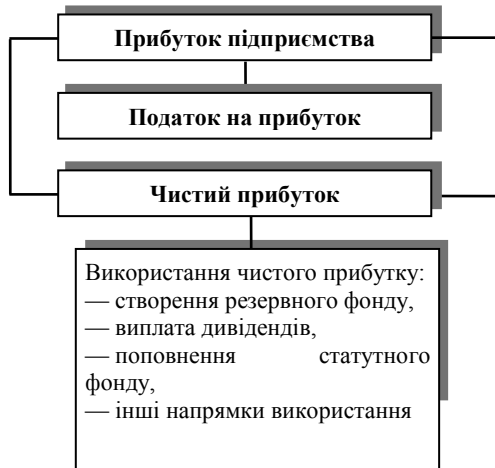 Прибуток підприємства
Податок на прибуток
Чистий прибуток
Використання чистого прибутку:
— створення резервного фонду,
— виплата дивідендів,
— поповнення статутного
фонду,
— інші напрямки використання